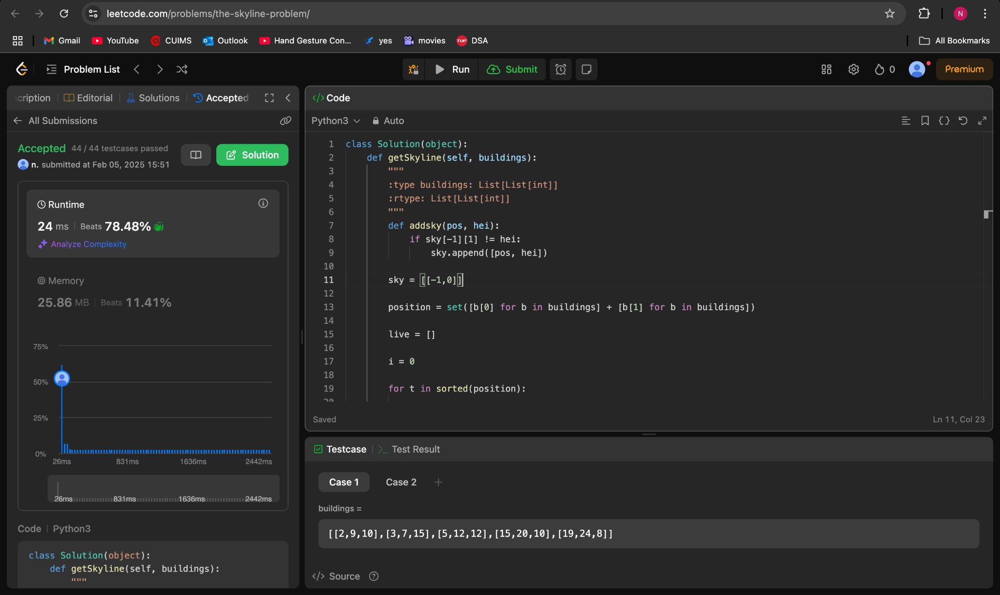 leetcode.com/problems/the-skyline-problem/
N
Gmail
YouTube
CUIMS
Outlook
Hand Gesture Con...
yes
movies
TUF
DSA
All Bookmarks
Problem List
Run
Submit
0
Premium
scription
Editorial
Solutions
Accepted
All Submissions
Accepted 44 / 44 testcases passed
n. submitted at Feb 05, 2025 15:51
Solution
Runtime
24 ms | Beats 78.48%
Analyze Complexity
Memory
25.86 MB | Beats 11.41%
75%
50%
25%
0%
26ms 831ms 1636ms 2442ms
26ms 831ms 1636ms 2442ms
Code | Python3
class Solution(object):
def getSkyline(self, buildings):
"""
</> Code
Python3
Auto
1 class Solution(object):
2 def getSkyline(self, buildings):
3 """
4 :type buildings: List[List[int]]
5 :rtype: List[List[int]]
6 """
7 def addsky(pos, hei):
8 if sky[-1][1] != hei:
9 sky.append([pos, hei])
10
11 sky = [[-1,0]]
12
13 position = set([b[0] for b in buildings] + [b[1] for b in buildings])
14
15 live = []
16
17 i = 0
18
19 for t in sorted(position):
20
Saved
Ln 11, Col 23
Testcase
>_ Test Result
Case 1
Case 2
+
buildings =
[[2,9,10],[3,7,15],[5,12,12],[15,20,10],[19,24,8]]
</> Source ?